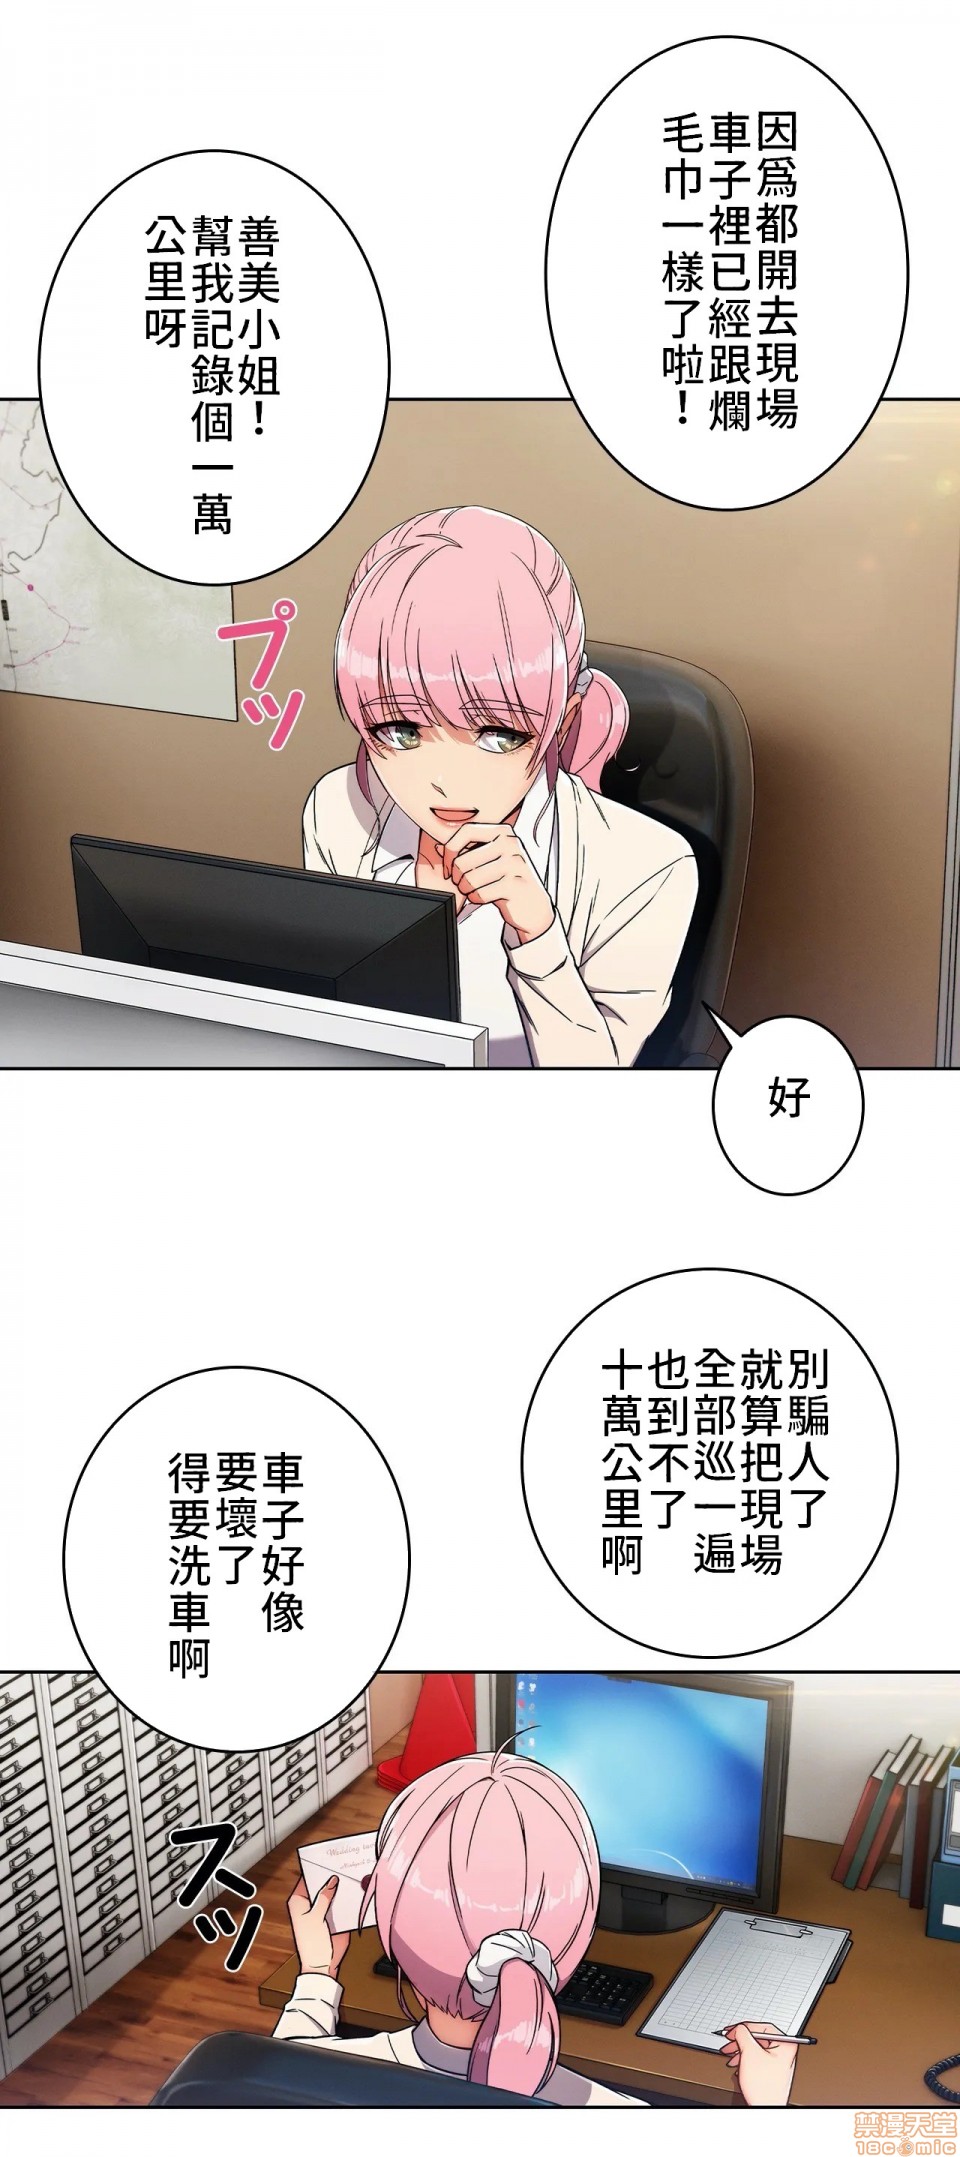 因爲都開去現場
車子裡已經跟爛
毛巾一樣了啦！
善美小姐！
幫我記錄個一萬
公里呀
プッ
好
別騙人了
就算把現場
全部巡一遍
也到不了
十萬公里啊
車子好像
要壞了
得要洗車啊
スッ
禁漫天堂
18comic